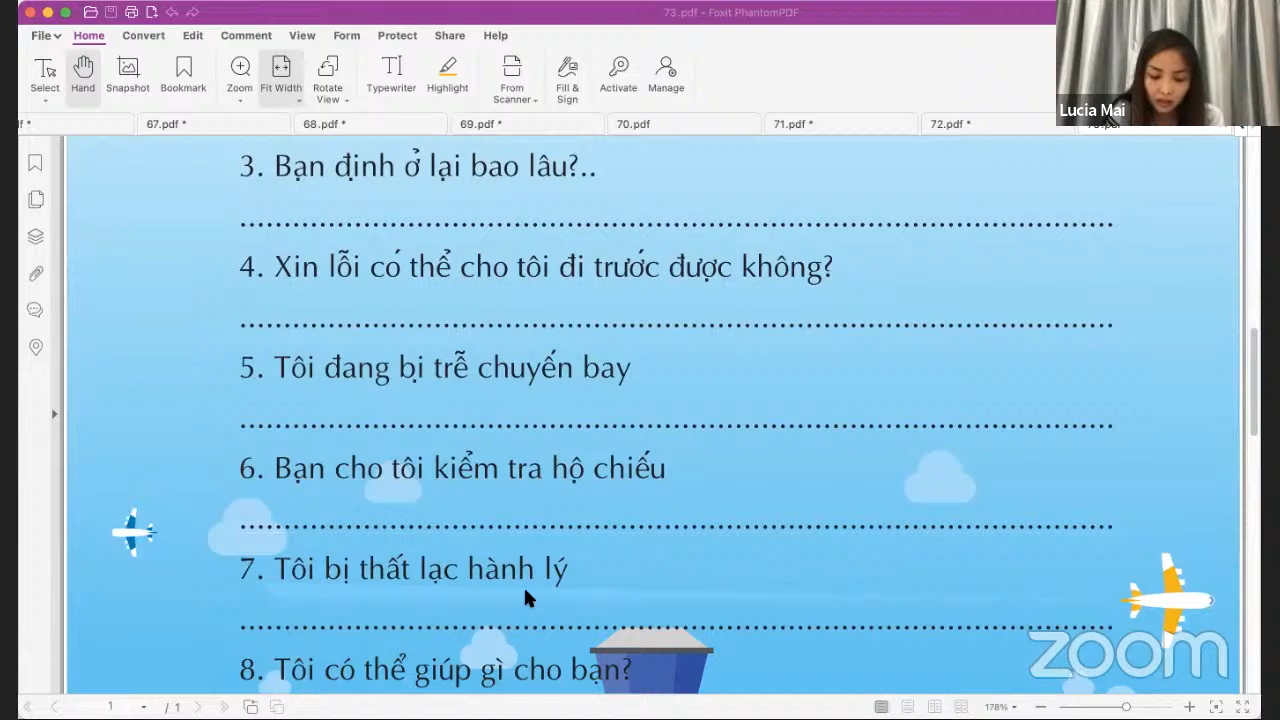 73.pdf - Foxit PhantomPDF
File Home Convert Edit Comment View Form Protect Share Help
Select Hand Snapshot Bookmark Zoom Fit Width Rotate View Typewriter Highlight From Scanner Fill & Sign Activate Manage
Lucia Mai
67.pdf * 68.pdf * 69.pdf * 70.pdf 71.pdf * 72.pdf *
3. Bạn định ở lại bao lâu?..
4. Xin lỗi có thể cho tôi đi trước được không?
5. Tôi đang bị trễ chuyến bay
6. Bạn cho tôi kiểm tra hộ chiếu
7. Tôi bị thất lạc hành lý
8. Tôi có thể giúp gì cho bạn?
zoom
1 / 1 178%